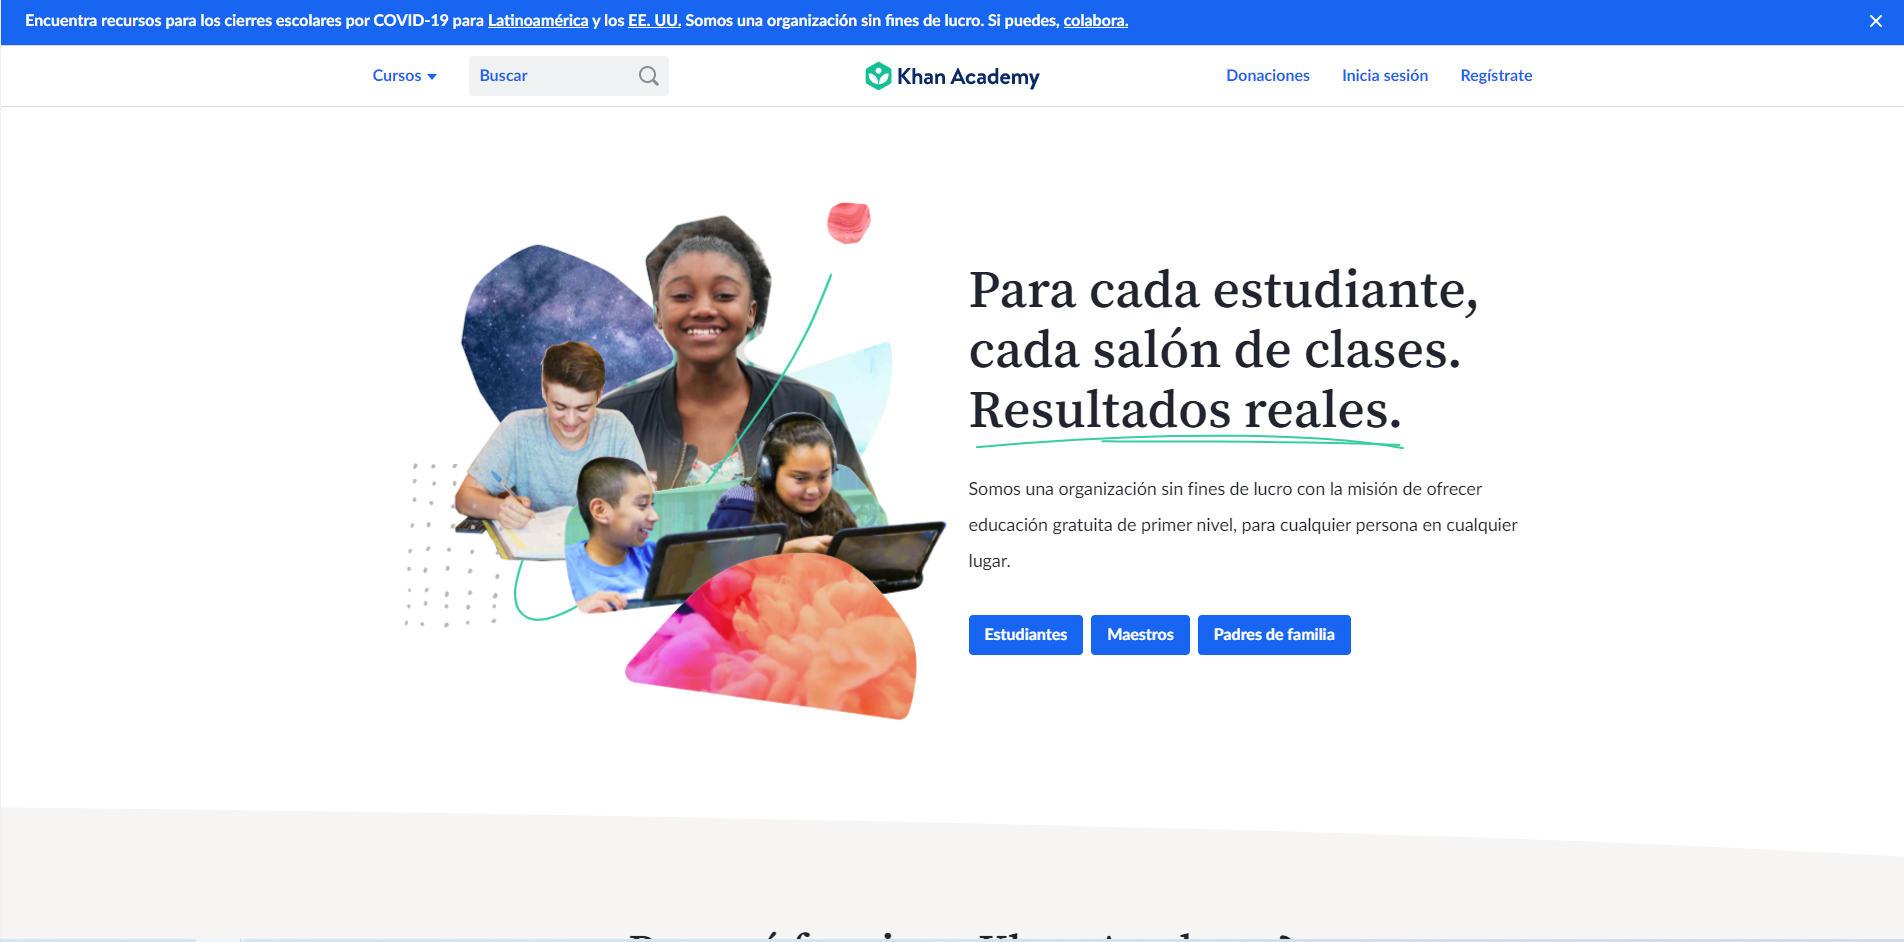 Encuentra recursos para los cierres escolares por COVID-19 para Latinoamérica y los EE. UU. Somos una organización sin fines de lucro. Si puedes, colabora.
Cursos
Buscar
Khan Academy
Donaciones
Inicia sesión
Regístrate
Para cada estudiante,
cada salón de clases.
Resultados reales.
Somos una organización sin fines de lucro con la misión de ofrecer
educación gratuita de primer nivel, para cualquier persona en cualquier
lugar.
Estudiantes
Maestros
Padres de familia